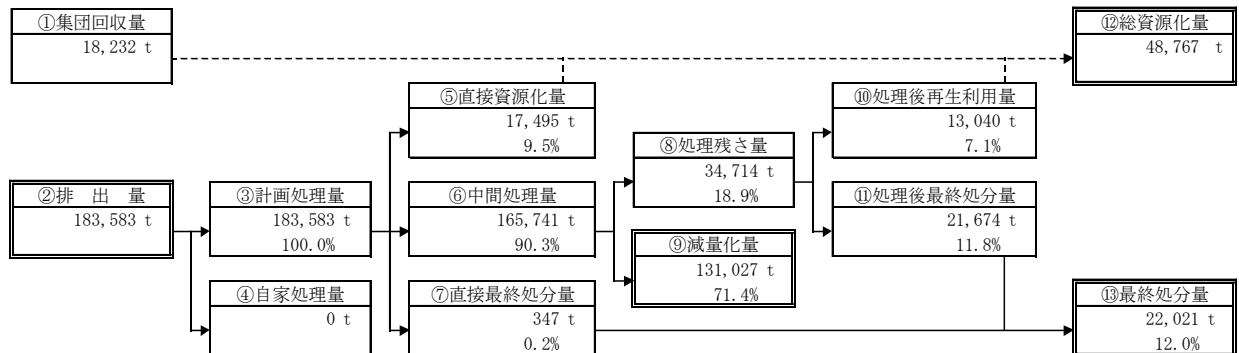 ①集団回収量
18,232 t
⑫総資源化量
48,767 t
⑤直接資源化量
17,495 t
9.5%
⑩処理後再生利用量
13,040 t
7.1%
⑧処理残さ量
34,714 t
18.9%
②排 出 量
183,583 t
③計画処理量
183,583 t
100.0%
⑥中間処理量
165,741 t
90.3%
⑪処理後最終処分量
21,674 t
11.8%
⑨減量化量
131,027 t
71.4%
④自家処理量
0 t
⑦直接最終処分量
347 t
0.2%
⑬最終処分量
22,021 t
12.0%